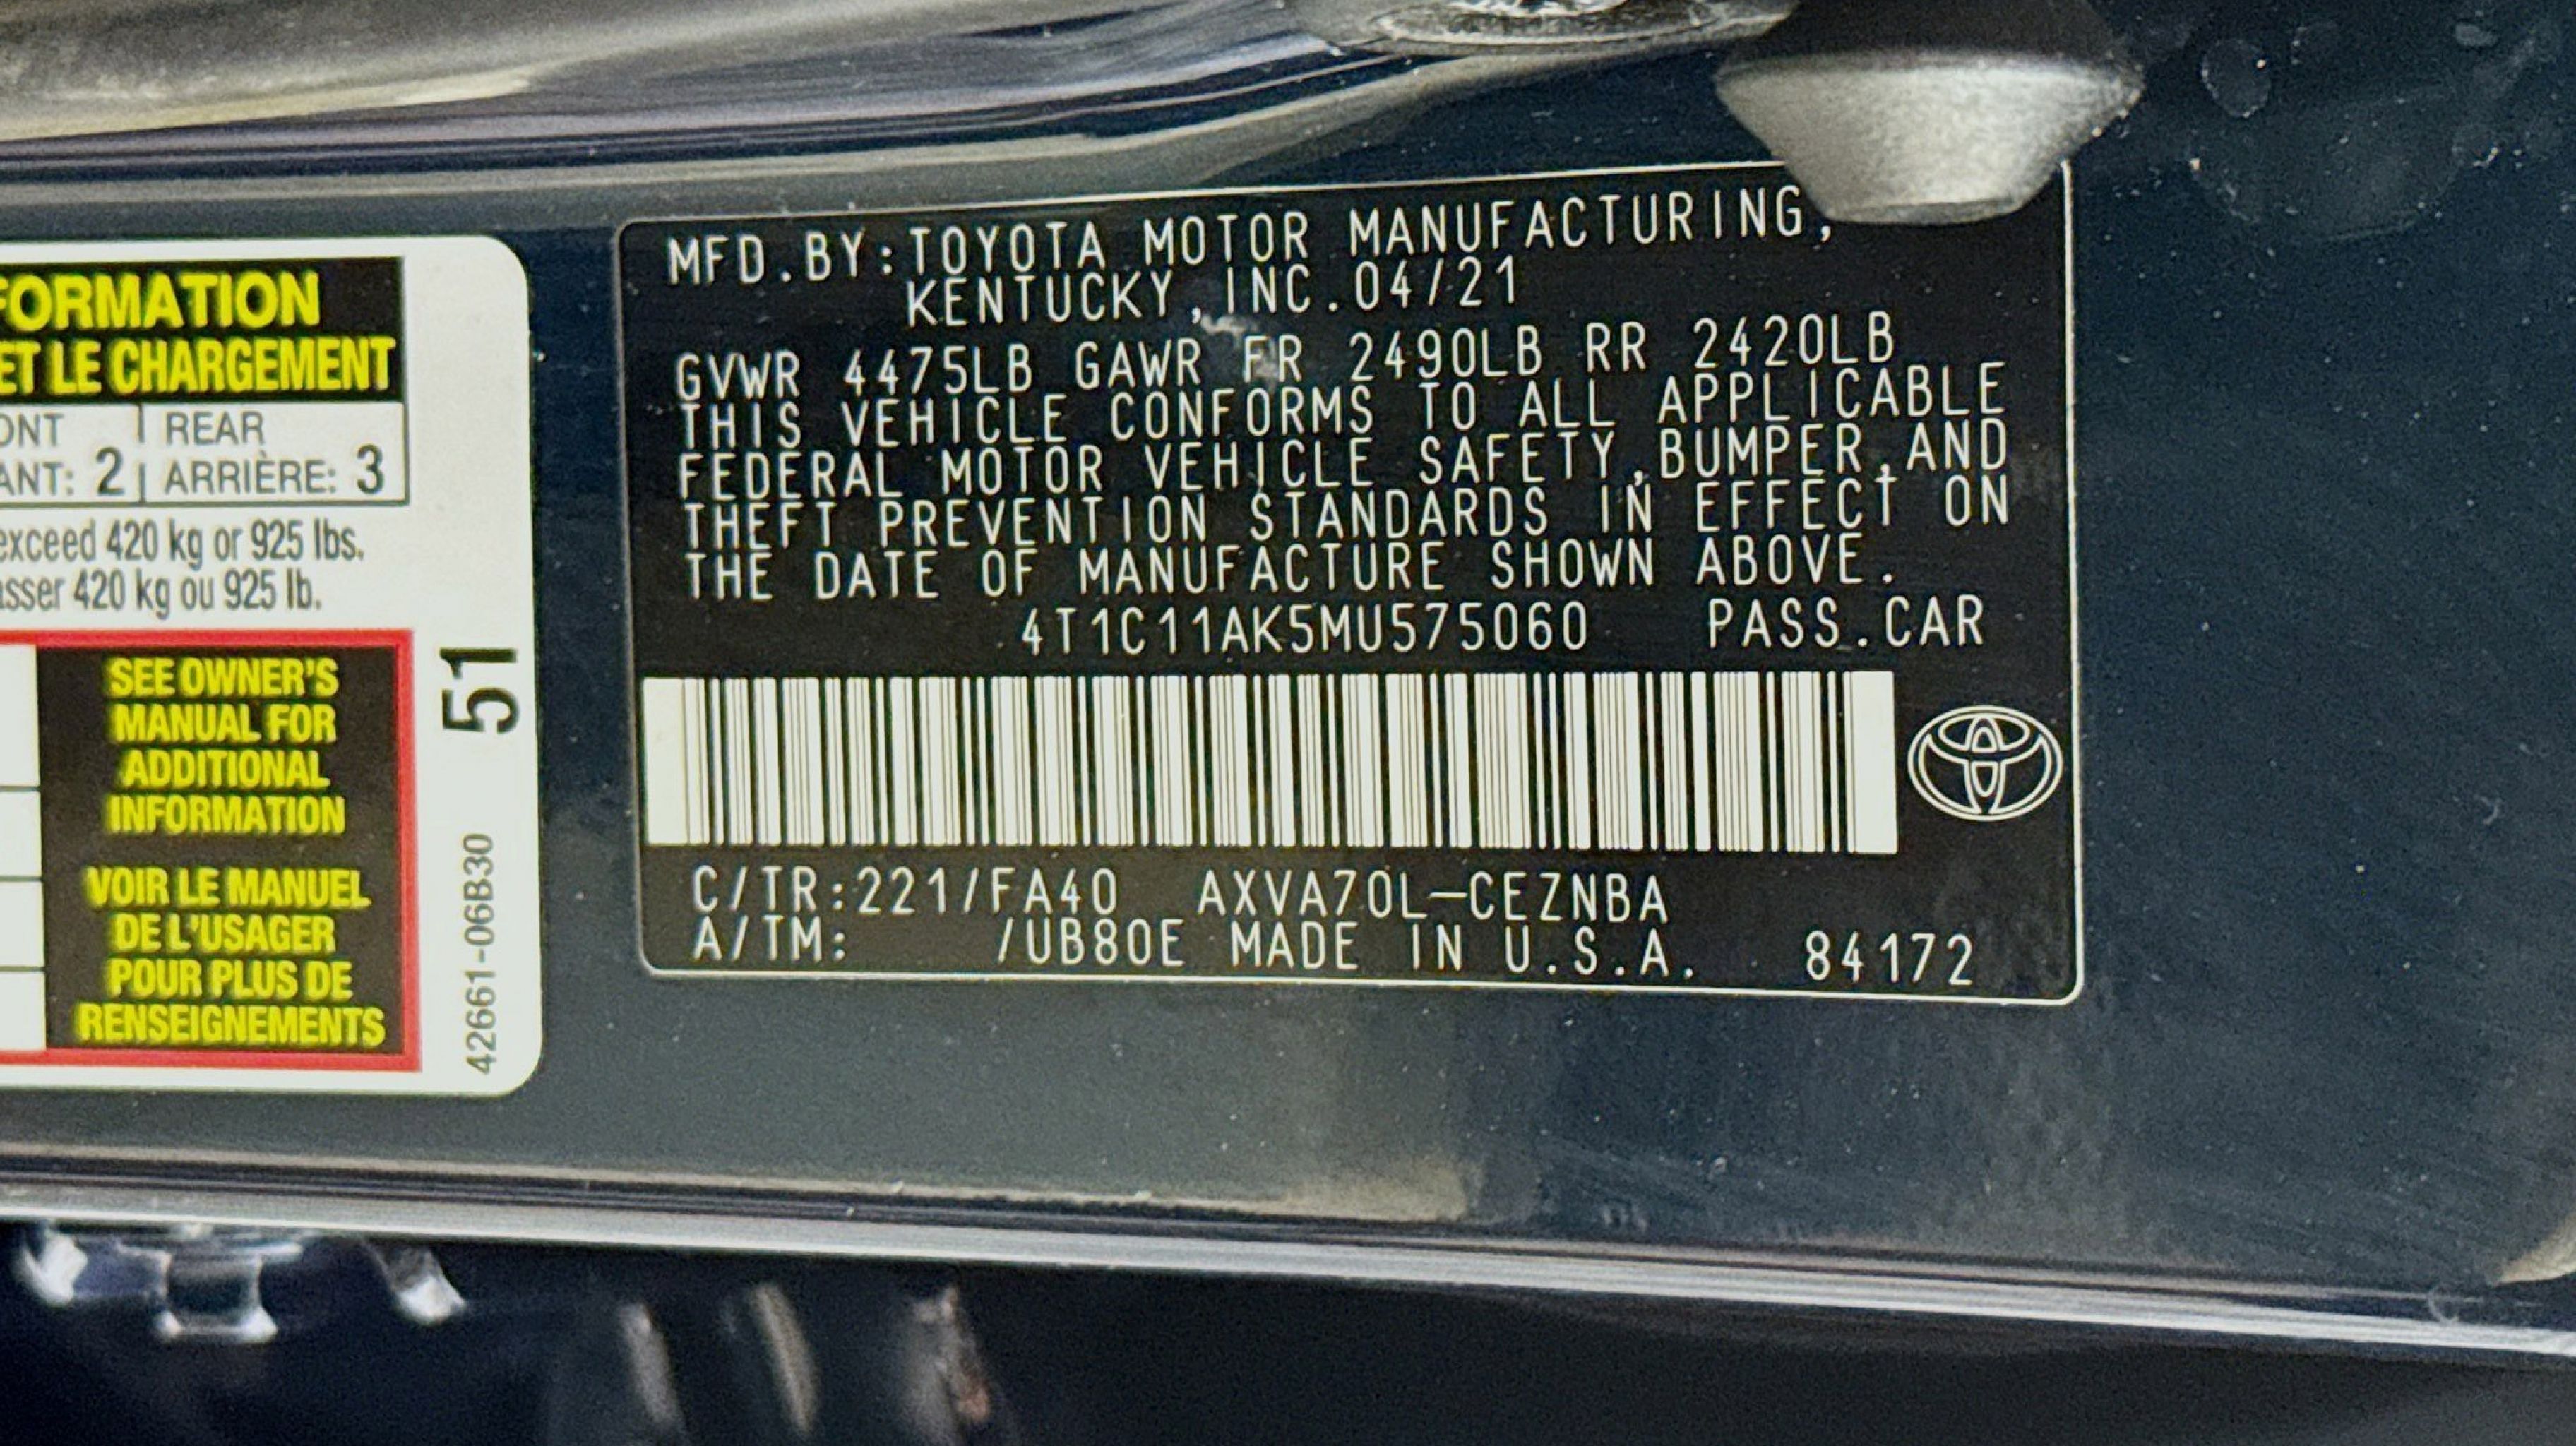 FORMATION
ET LE CHARGEMENT
REAR
ANT: 2 ARRIÈRE: 3
exceed 420 kg or 925 lbs.
420 kg ou 925 lb.
SEE OWNER'S
MANUAL FOR
ADDITIONAL
INFORMATION
VOIR LE MANUEL
DE L'USAGER
POUR PLUS DE
RENSEIGNEMENTS
51
42661-06B30
MFD.BY:TOYOTA MOTOR MANUFACTURING,
KENTUCKY,INC.04/21
GVWR 4475LB GAWR FR 2490LB RR 2420LB
THIS VEHICLE CONFORMS TO ALL APPLICABLE
FEDERAL MOTOR VEHICLE SAFETY,BUMPER,AND
THEFT PREVENTION STANDARDS IN EFFECT ON
THE DATE OF MANUFACTURE SHOWN ABOVE.
4T1C11AK5MU575060 PASS.CAR
C/TR:221/FA40 AXVA70L-CEZNBA
A/TM: /UB80E MADE IN U.S.A. 84172